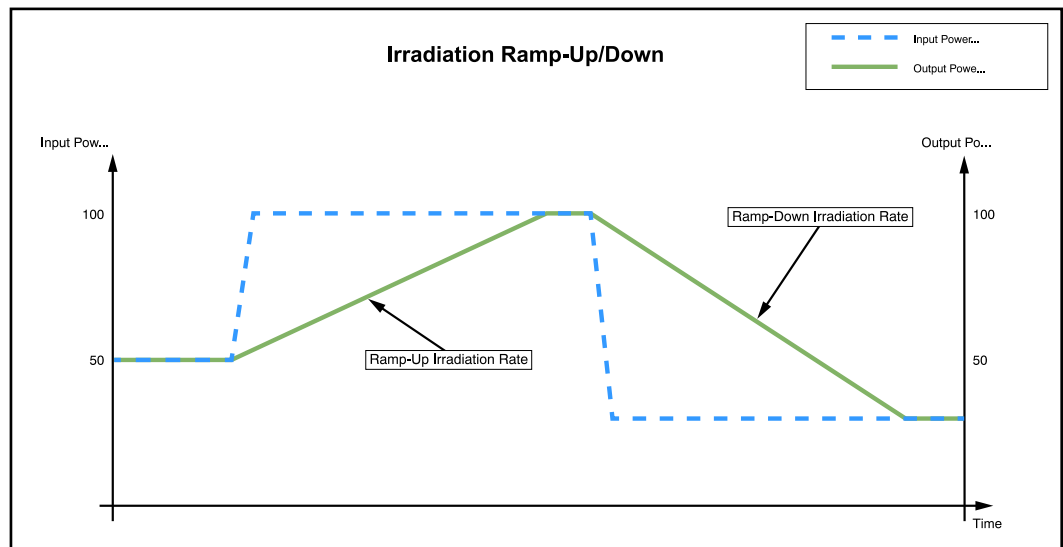 Irradiation Ramp-Up/Down
Input Power...
Output Powe...
Input Pow...
Output Po...
100
100
Ramp-Down Irradiation Rate
50
Ramp-Up Irradiation Rate
50
Time